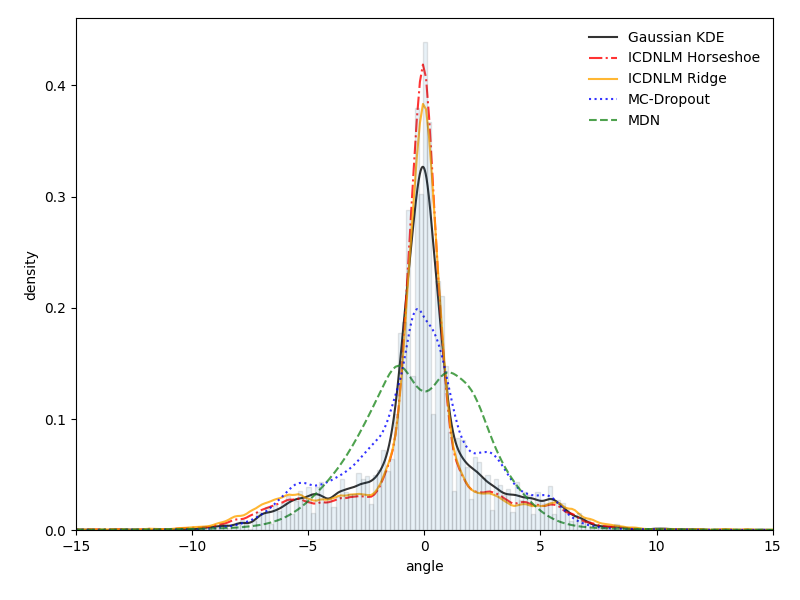 Gaussian KDE
ICDNLM Horseshoe
ICDNLM Ridge
MC-Dropout
MDN
density
0.4
0.3
0.2
0.1
0.0
−15
−10
−5
0
5
10
15
angle